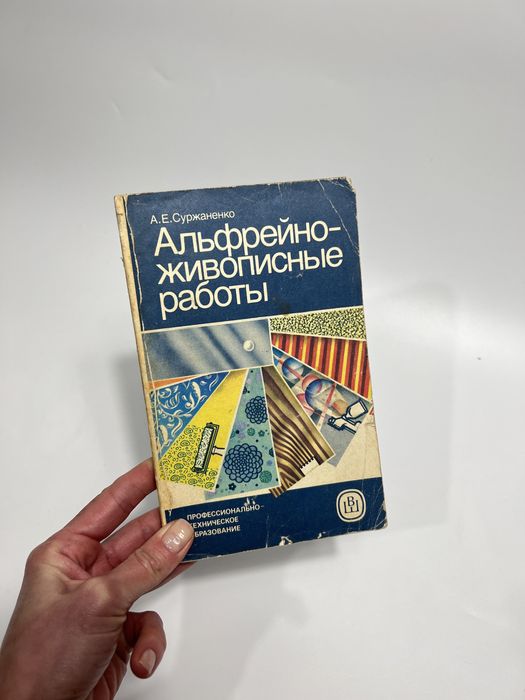 А.Е.Суржаненко
Альфрейно-
живописные
работы
ПРОФЕССИОНАЛЬНО-
ТЕХНИЧЕСКОЕ
ОБРАЗОВАНИЕ